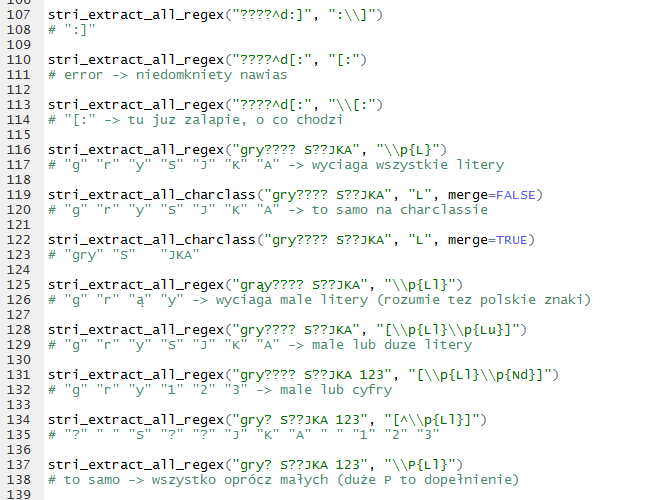 107 stri_extract_all_regex("????^d:]", ":\\]")
108 # ":]"
109
110 stri_extract_all_regex("????^d[:", "[:")
111 # error -> niedomkniety nawias
112
113 stri_extract_all_regex("????^d[:", "\\[:")
114 # "[:" -> tu juz zalapie, o co chodzi
115
116 stri_extract_all_regex("gry???? S??JKA", "\\p{L}")
117 # "g" "r" "y" "S" "J" "K" "A" -> wyciaga wszystkie litery
118
119 stri_extract_all_charclass("gry???? S??JKA", "L", merge=FALSE)
120 # "g" "r" "y" "S" "J" "K" "A" -> to samo na charclassie
121
122 stri_extract_all_charclass("gry???? S??JKA", "L", merge=TRUE)
123 # "gry" "S"   "JKA"
124
125 stri_extract_all_regex("grąy???? S??JKA", "\\p{Ll}")
126 # "g" "r" "ą" "y" -> wyciaga male litery (rozumie tez polskie znaki)
127
128 stri_extract_all_regex("gry???? S??JKA", "[\\p{Ll}\\p{Lu}]")
129 # "g" "r" "y" "S" "J" "K" "A" -> male lub duze litery
130
131 stri_extract_all_regex("gry???? S??JKA 123", "[\\p{Ll}\\p{Nd}]")
132 # "g" "r" "y" "1" "2" "3" -> male lub cyfry
133
134 stri_extract_all_regex("gry? S??JKA 123", "[^\\p{Ll}]")
135 # "?" " " "S" "?" "?" "J" "K" "A" " " "1" "2" "3"
136
137 stri_extract_all_regex("gry? S??JKA 123", "\\P{Ll}")
138 # to samo -> wszystko oprócz małych (duże P to dopełnienie)
139